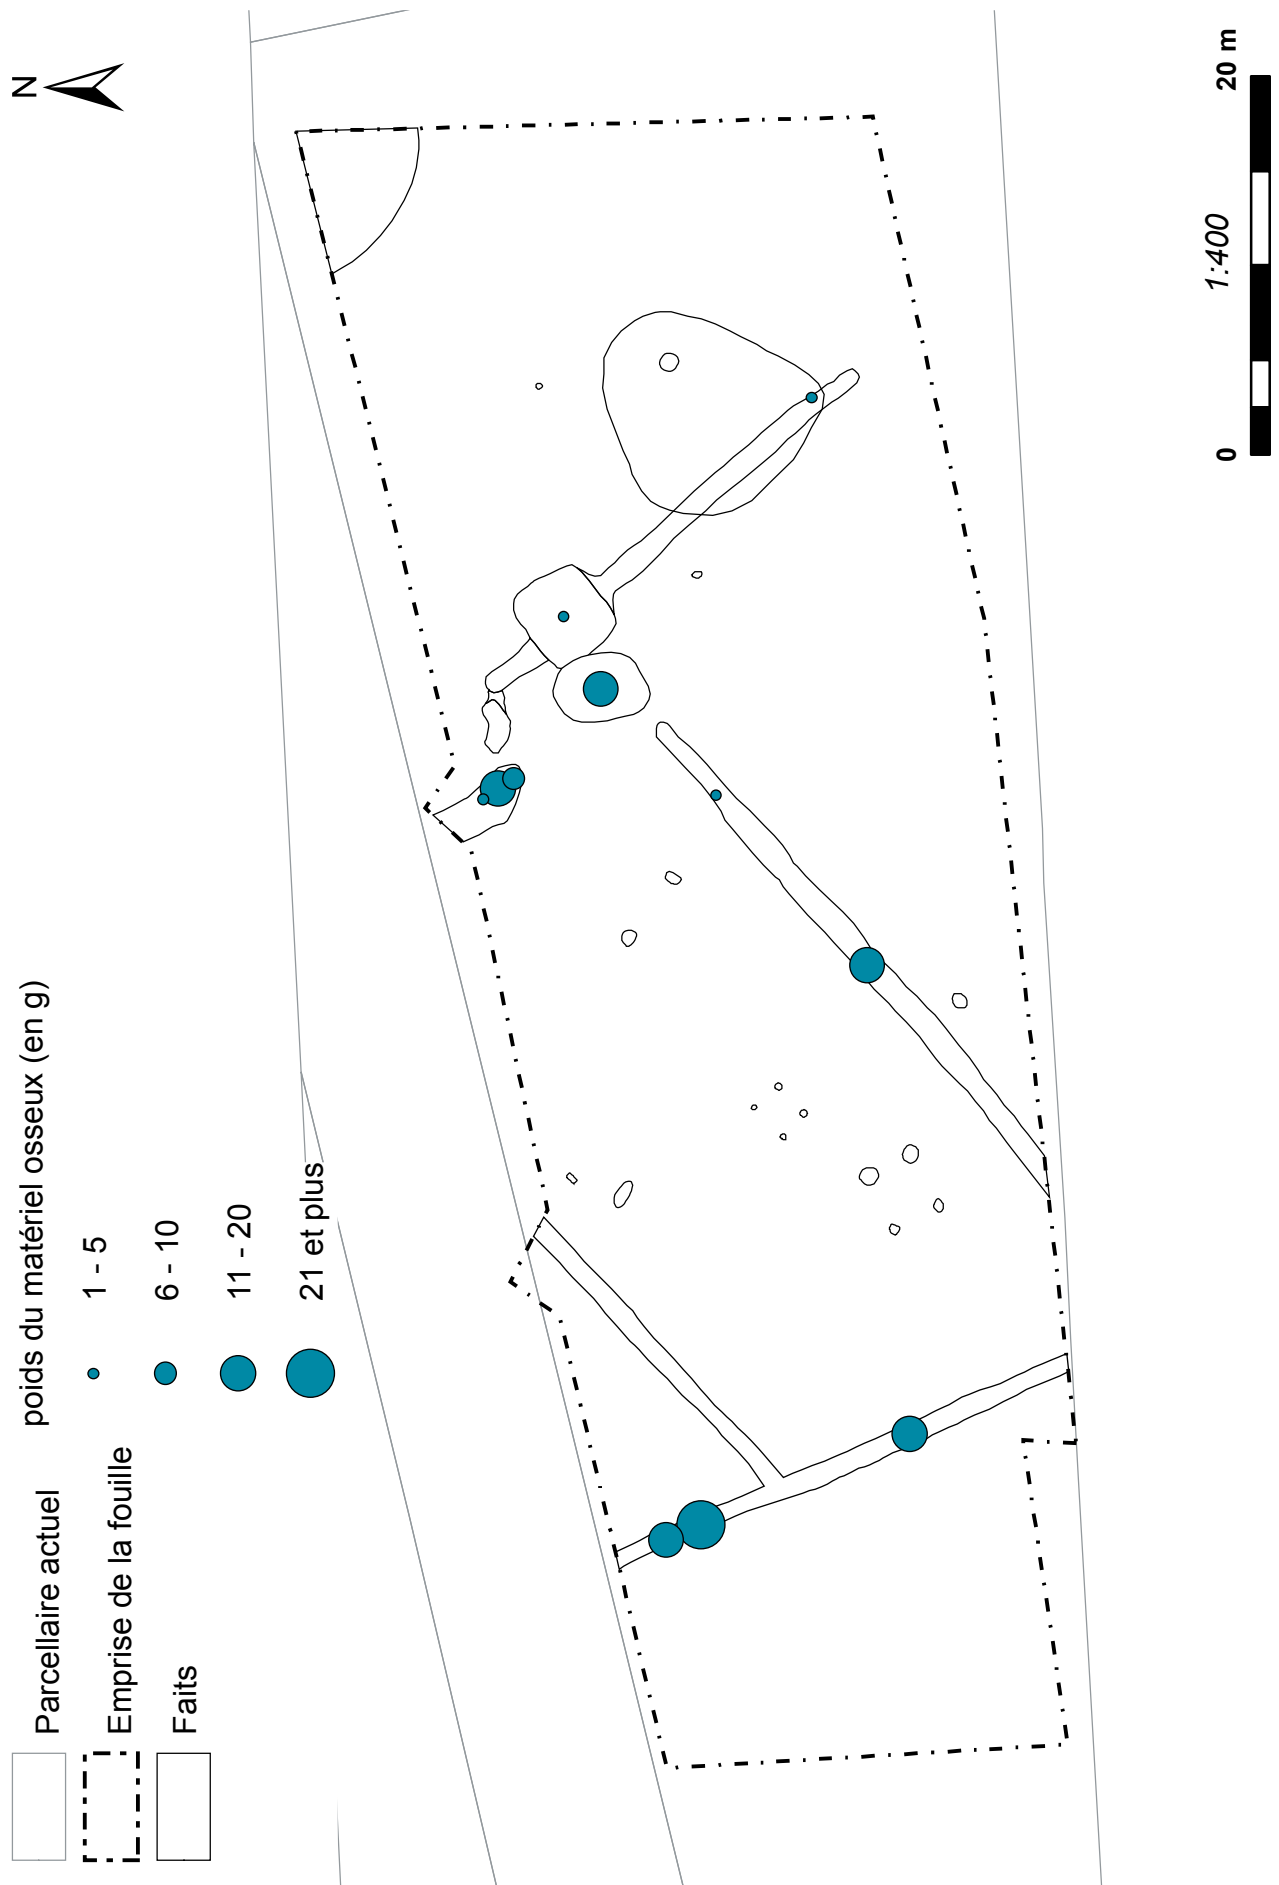 Parcellaire actuel
Emprise de la fouille
Faits
poids du matériel osseux (en g)
1 - 5
6 - 10
11 - 20
21 et plus
N
1:400
0 20 m